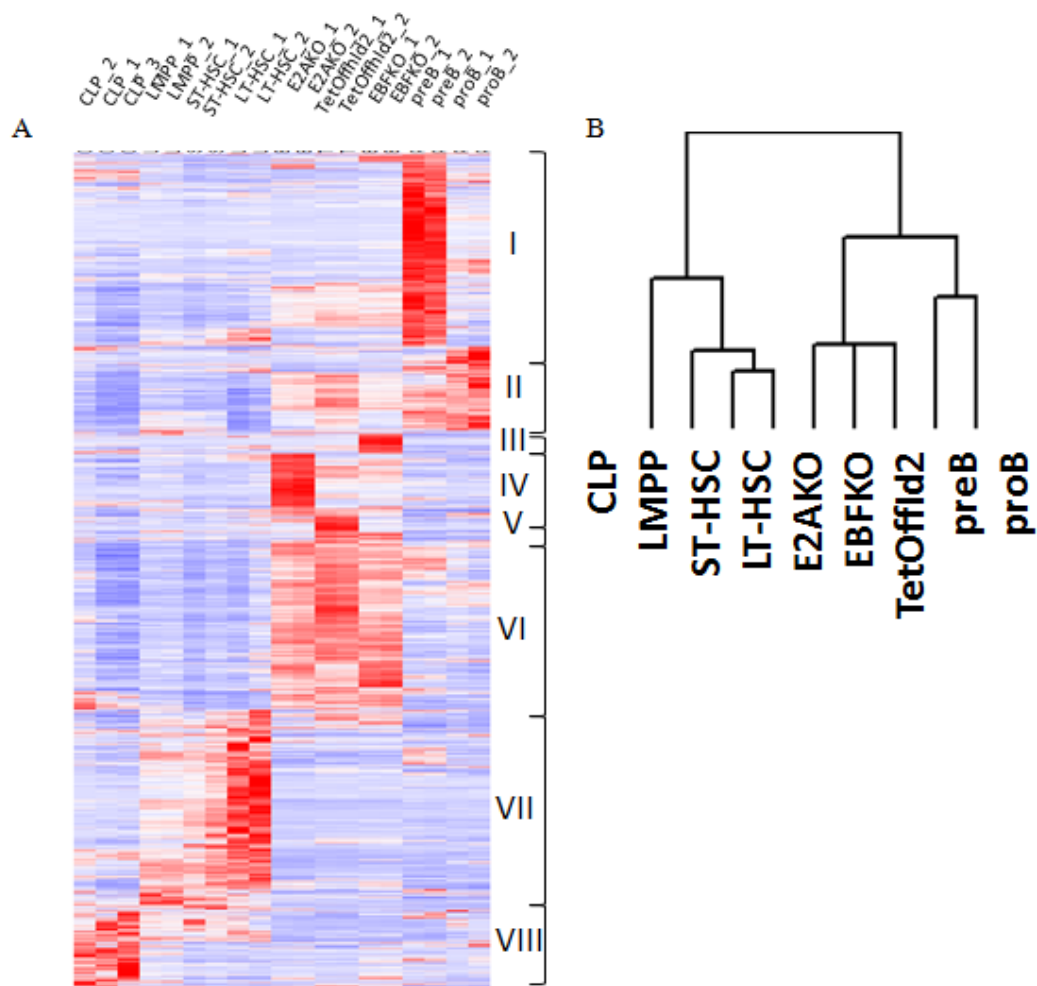 CLP_2
CLP_1
CLP_3
LMPP_1
LMPP_2
ST-HSC_1
ST-HSC_2
LT-HSC_1
LT-HSC_2
E2AKO_1
E2AKO_2
TetOffId2_1
TetOffId2_2
EBFKO_1
EBFKO_2
preB_1
preB_2
proB_1
proB_2
A
B
I
II
III
IV
V
VI
VII
VIII
CLP
LMPP
ST-HSC
LT-HSC
E2AKO
EBFKO
TetOffId2
preB
proB